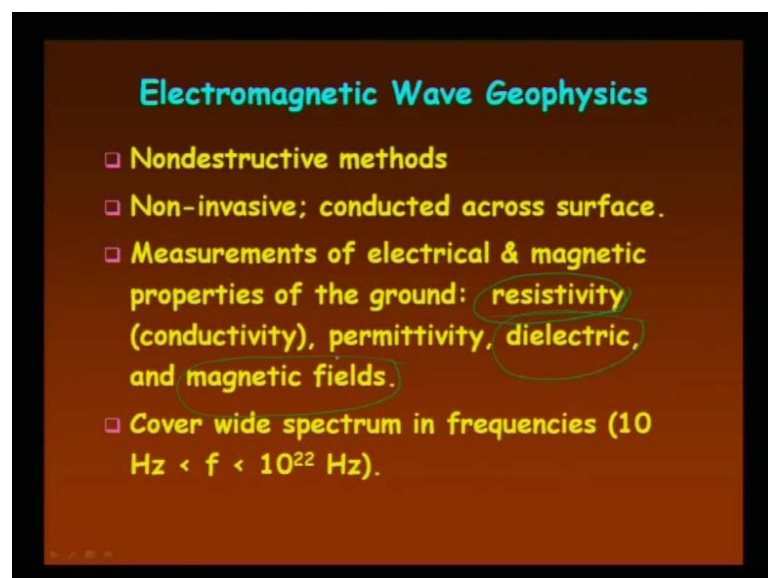 Electromagnetic Wave Geophysics
Nondestructive methods
Non-invasive; conducted across surface.
Measurements of electrical & magnetic
properties of the ground: resistivity
(conductivity), permittivity, dielectric,
and magnetic fields.
Cover wide spectrum in frequencies (10
Hz < f < 10²² Hz).